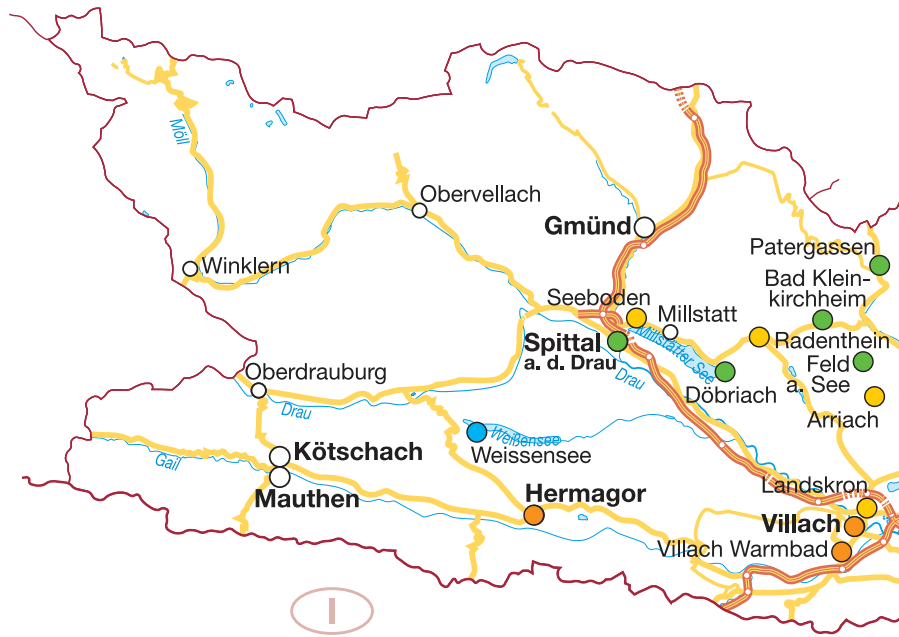 Möll
Obervellach
Gmünd
Winklern
Patergassen
Bad Klein-
kirchheim
Seeboden
Millstatt
Millstätter See
Radenthein
Spittal
a. d. Drau
Feld
a. See
Drau
Döbriach
Arriach
Oberdrauburg
Drau
Weißensee
Weissensee
Kötschach
Gail
Mauthen
Hermagor
Landskron
Villach
Villach Warmbad
I